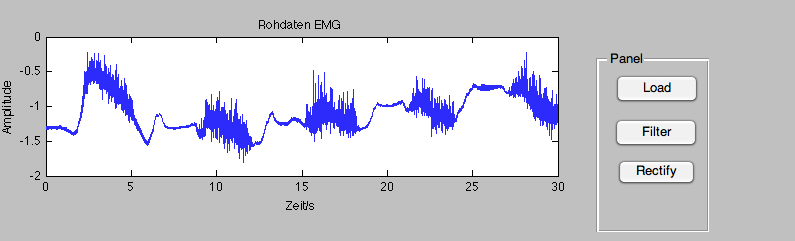 Rohdaten EMG
Amplitude
0
-0.5
-1
-1.5
-2
0 5 10 15 20 25 30
Zeit/s
Panel
Load
Filter
Rectify